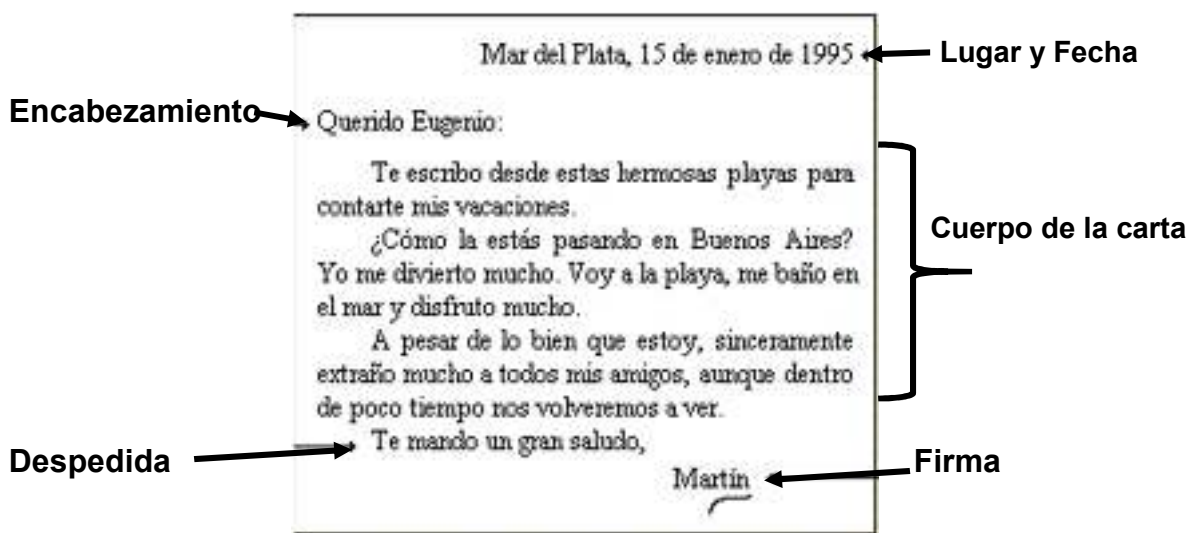 Mar del Plata, 15 de enero de 1995
Lugar y Fecha
Encabezamiento
Querido Eugenio:
Te escribo desde estas hermosas playas para
contarte mis vacaciones.
¿Cómo la estás pasando en Buenos Aires?
Yo me divierto mucho. Voy a la playa, me baño en
el mar y disfruto mucho.
A pesar de lo bien que estoy, sinceramente
extraño mucho a todos mis amigos, aunque dentro
de poco tiempo nos volveremos a ver.
Cuerpo de la carta
Te mando un gran saludo,
Despedida
Martín
Firma